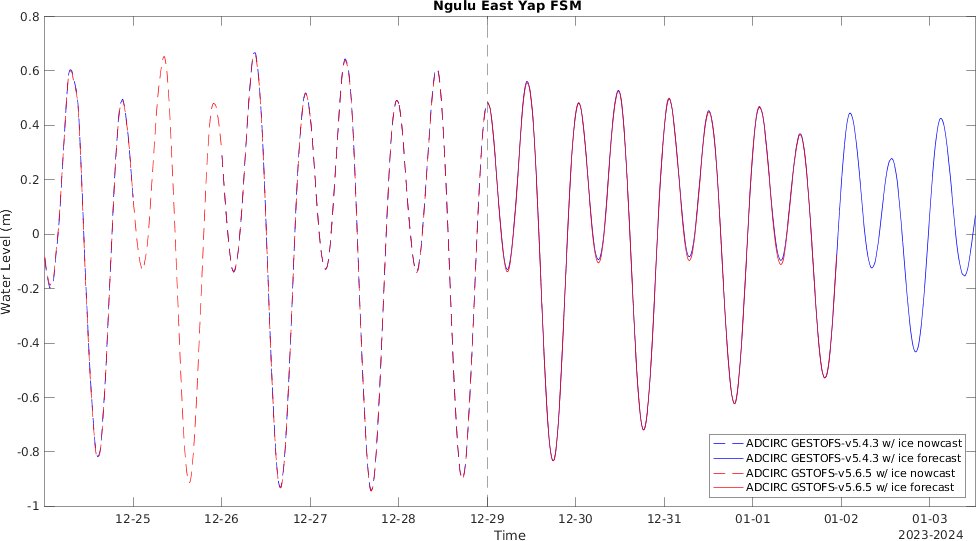 Ngulu East Yap FSM
Water Level (m)
0.8
0.6
0.4
0.2
0
-0.2
-0.4
-0.6
-0.8
-1
ADCIRC GESTOFS-v5.4.3 w/ ice nowcast
ADCIRC GESTOFS-v5.4.3 w/ ice forecast
ADCIRC GSTOFS-v5.6.5 w/ ice nowcast
ADCIRC GSTOFS-v5.6.5 w/ ice forecast
12-25 12-26 12-27 12-28 12-29 12-30 12-31 01-01 01-02 01-03
Time
2023-2024